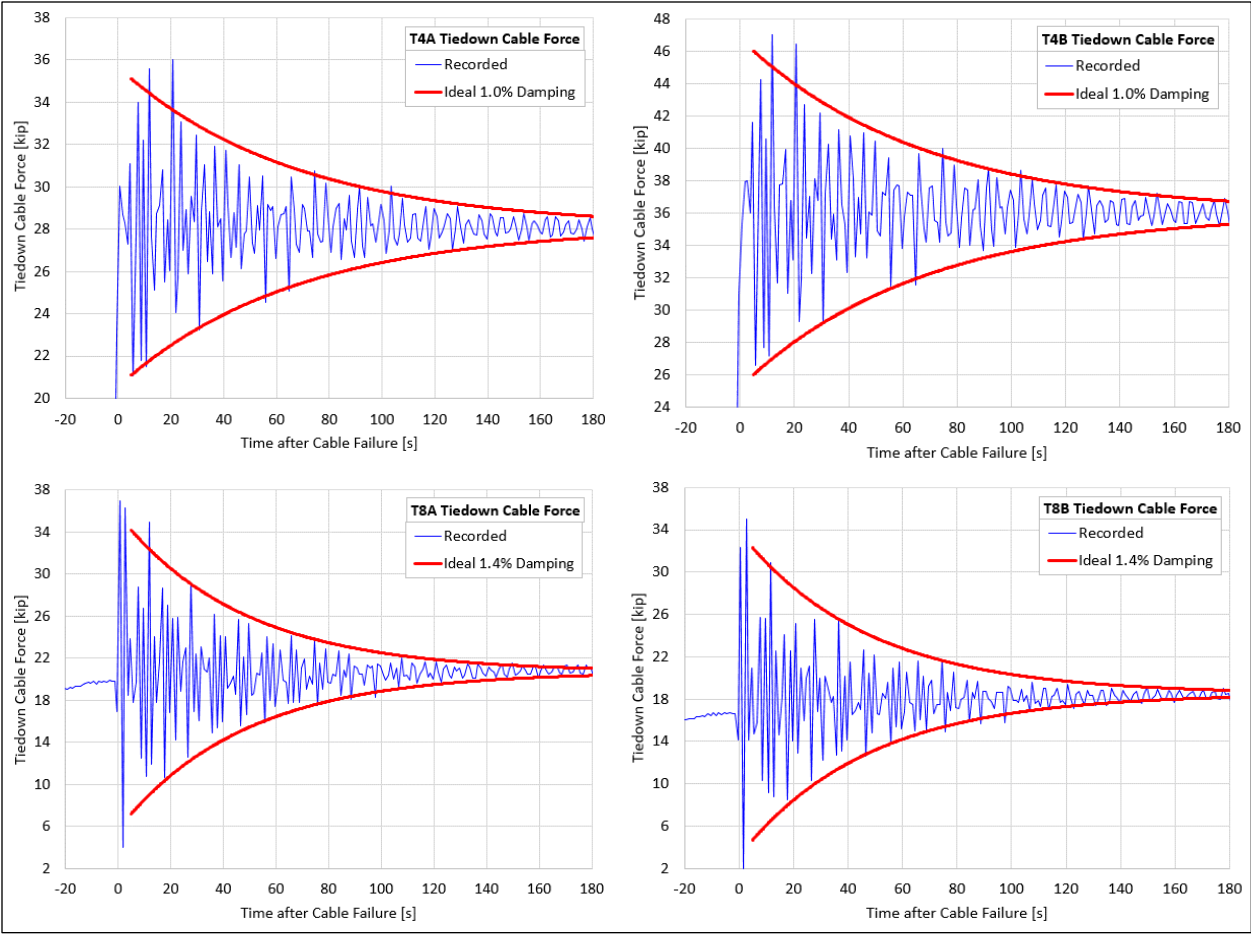 T4A Tiedown Cable Force
Recorded
Ideal 1.0% Damping
Tiedown Cable Force [kip]
38
36
34
32
30
28
26
24
22
20
-20 0 20 40 60 80 100 120 140 160 180
Time after Cable Failure [s]
T4B Tiedown Cable Force
Recorded
Ideal 1.0% Damping
Tiedown Cable Force [kip]
48
46
44
42
40
38
36
34
32
30
28
26
24
-20 0 20 40 60 80 100 120 140 160 180
Time after Cable Failure [s]
T8A Tiedown Cable Force
Recorded
Ideal 1.4% Damping
Tiedown Cable Force [kip]
38
34
30
26
22
18
14
10
6
2
-20 0 20 40 60 80 100 120 140 160 180
Time after Cable Failure [s]
T8B Tiedown Cable Force
Recorded
Ideal 1.4% Damping
Tiedown Cable Force [kip]
38
34
30
26
22
18
14
10
6
2
-20 0 20 40 60 80 100 120 140 160 180
Time after Cable Failure [s]